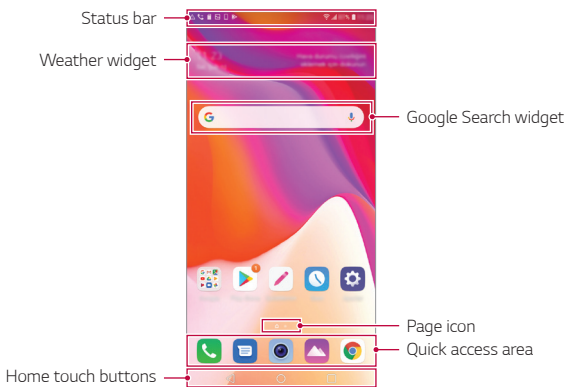 Status bar
Weather widget
Google Search widget
Page icon
Quick access area
Home touch buttons